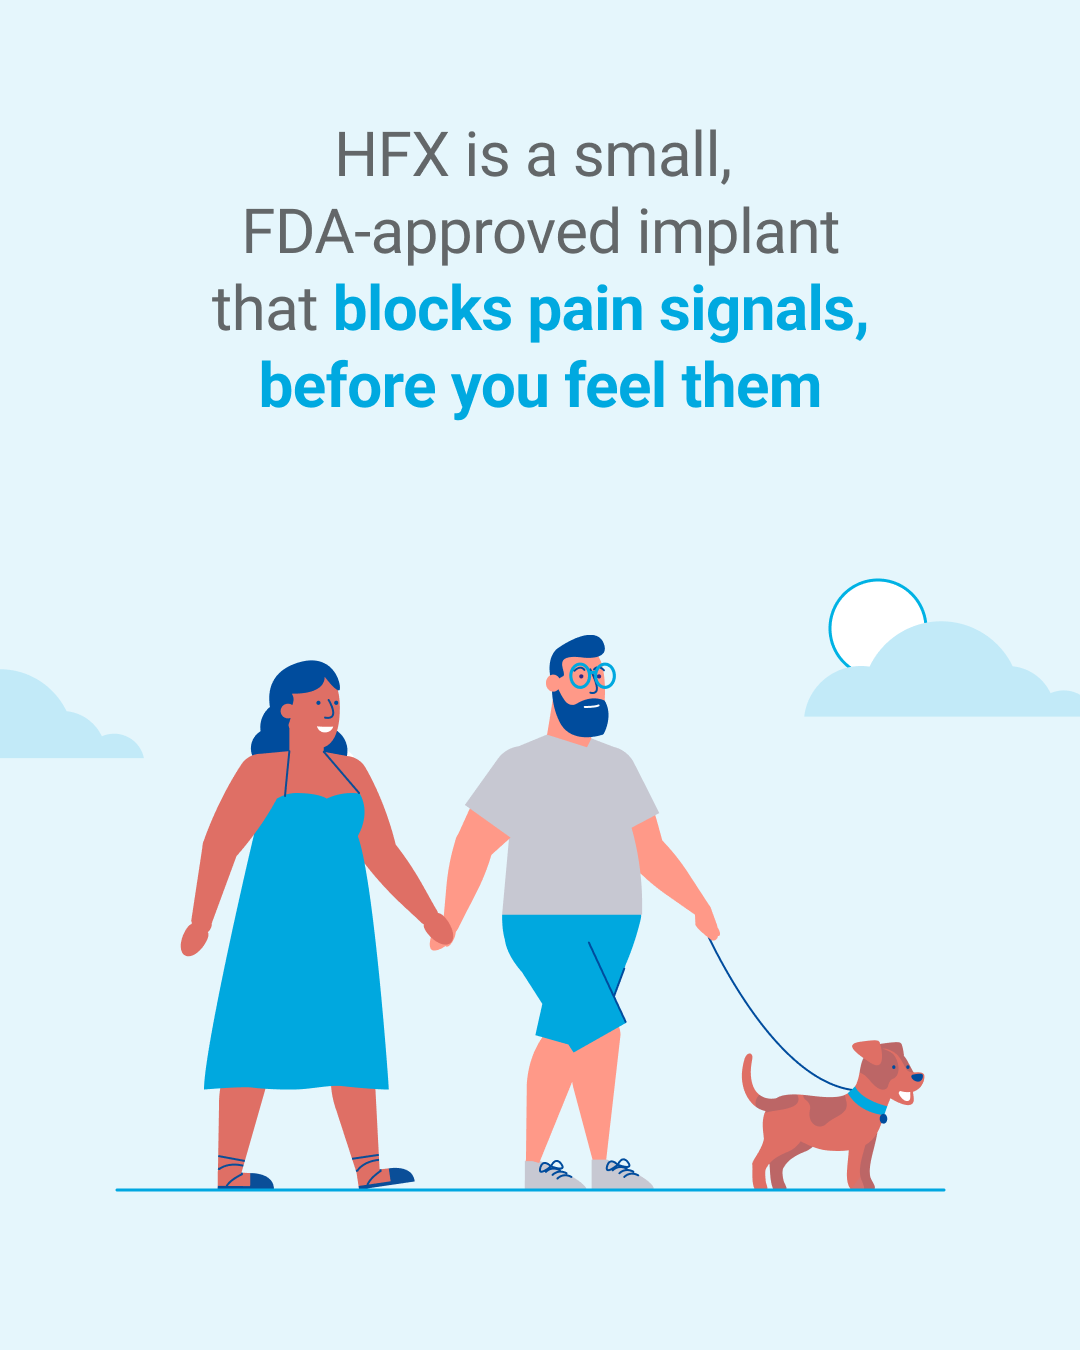 HFX is a small,
FDA-approved implant
that blocks pain signals,
before you feel them